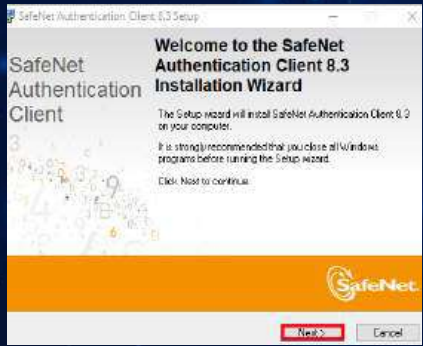 SafeNet Authentication Client 8.3 Setup
SafeNet
Authentication
Client
Welcome to the SafeNet
Authentication Client 8.3
Installation Wizard
The Setup wizard will install SafeNet Authentication Client 8.3
on your computer.
It is strongly recommended that you close all Windows
programs before running the Setup wizard.
Click Next to continue.
SafeNet.
Next >
Cancel